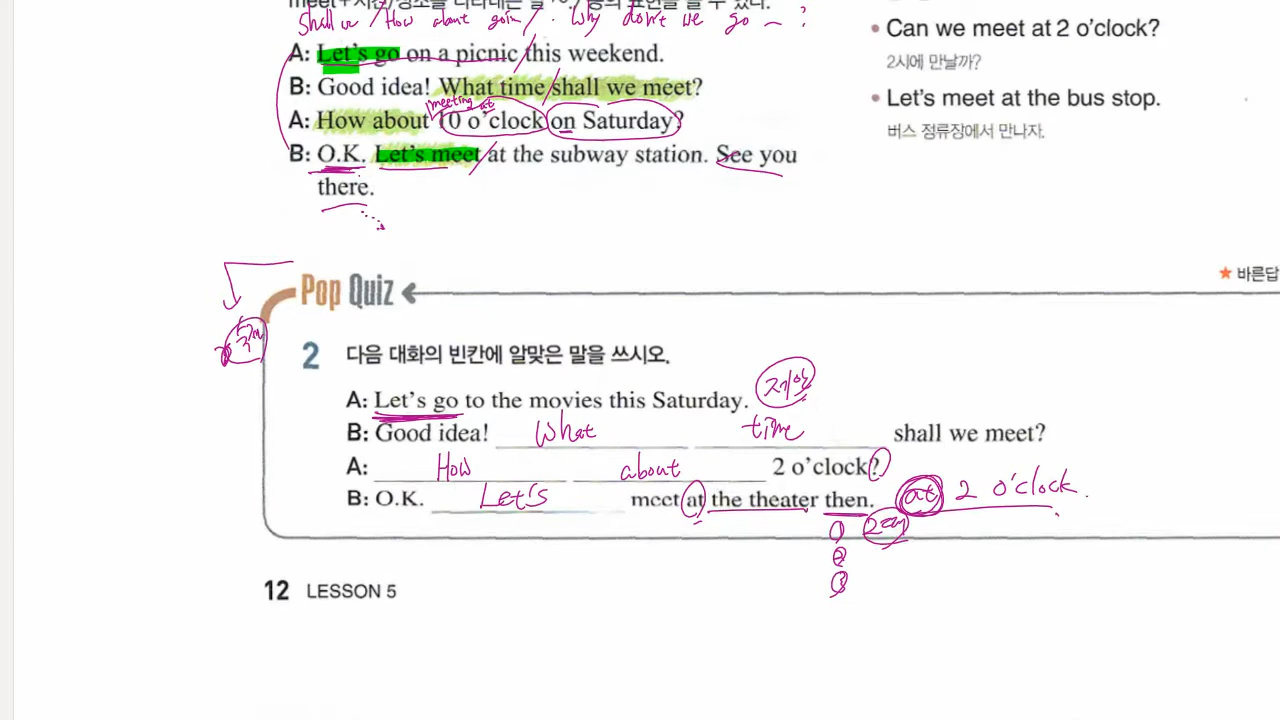 shall we / How about goin / . Why don't we go ~ ?
A: Let's go on a picnic this weekend.
B: Good idea! What time shall we meet?
meeting at
A: How about 10 o'clock on Saturday?
B: O.K. Let's meet at the subway station. See you
there.
• Can we meet at 2 o'clock?
2시에 만날까?
• Let's meet at the bus stop.
버스 정류장에서 만나자.
Pop Quiz
★ 바른답
2 다음 대화의 빈칸에 알맞은 말을 쓰시오.
A: Let's go to the movies this Saturday. 제안
B: Good idea! What time shall we meet?
A: How about 2 o'clock?
B: O.K. Let's meet at the theater then. at 2 o'clock.
①
②
③
12 LESSON 5